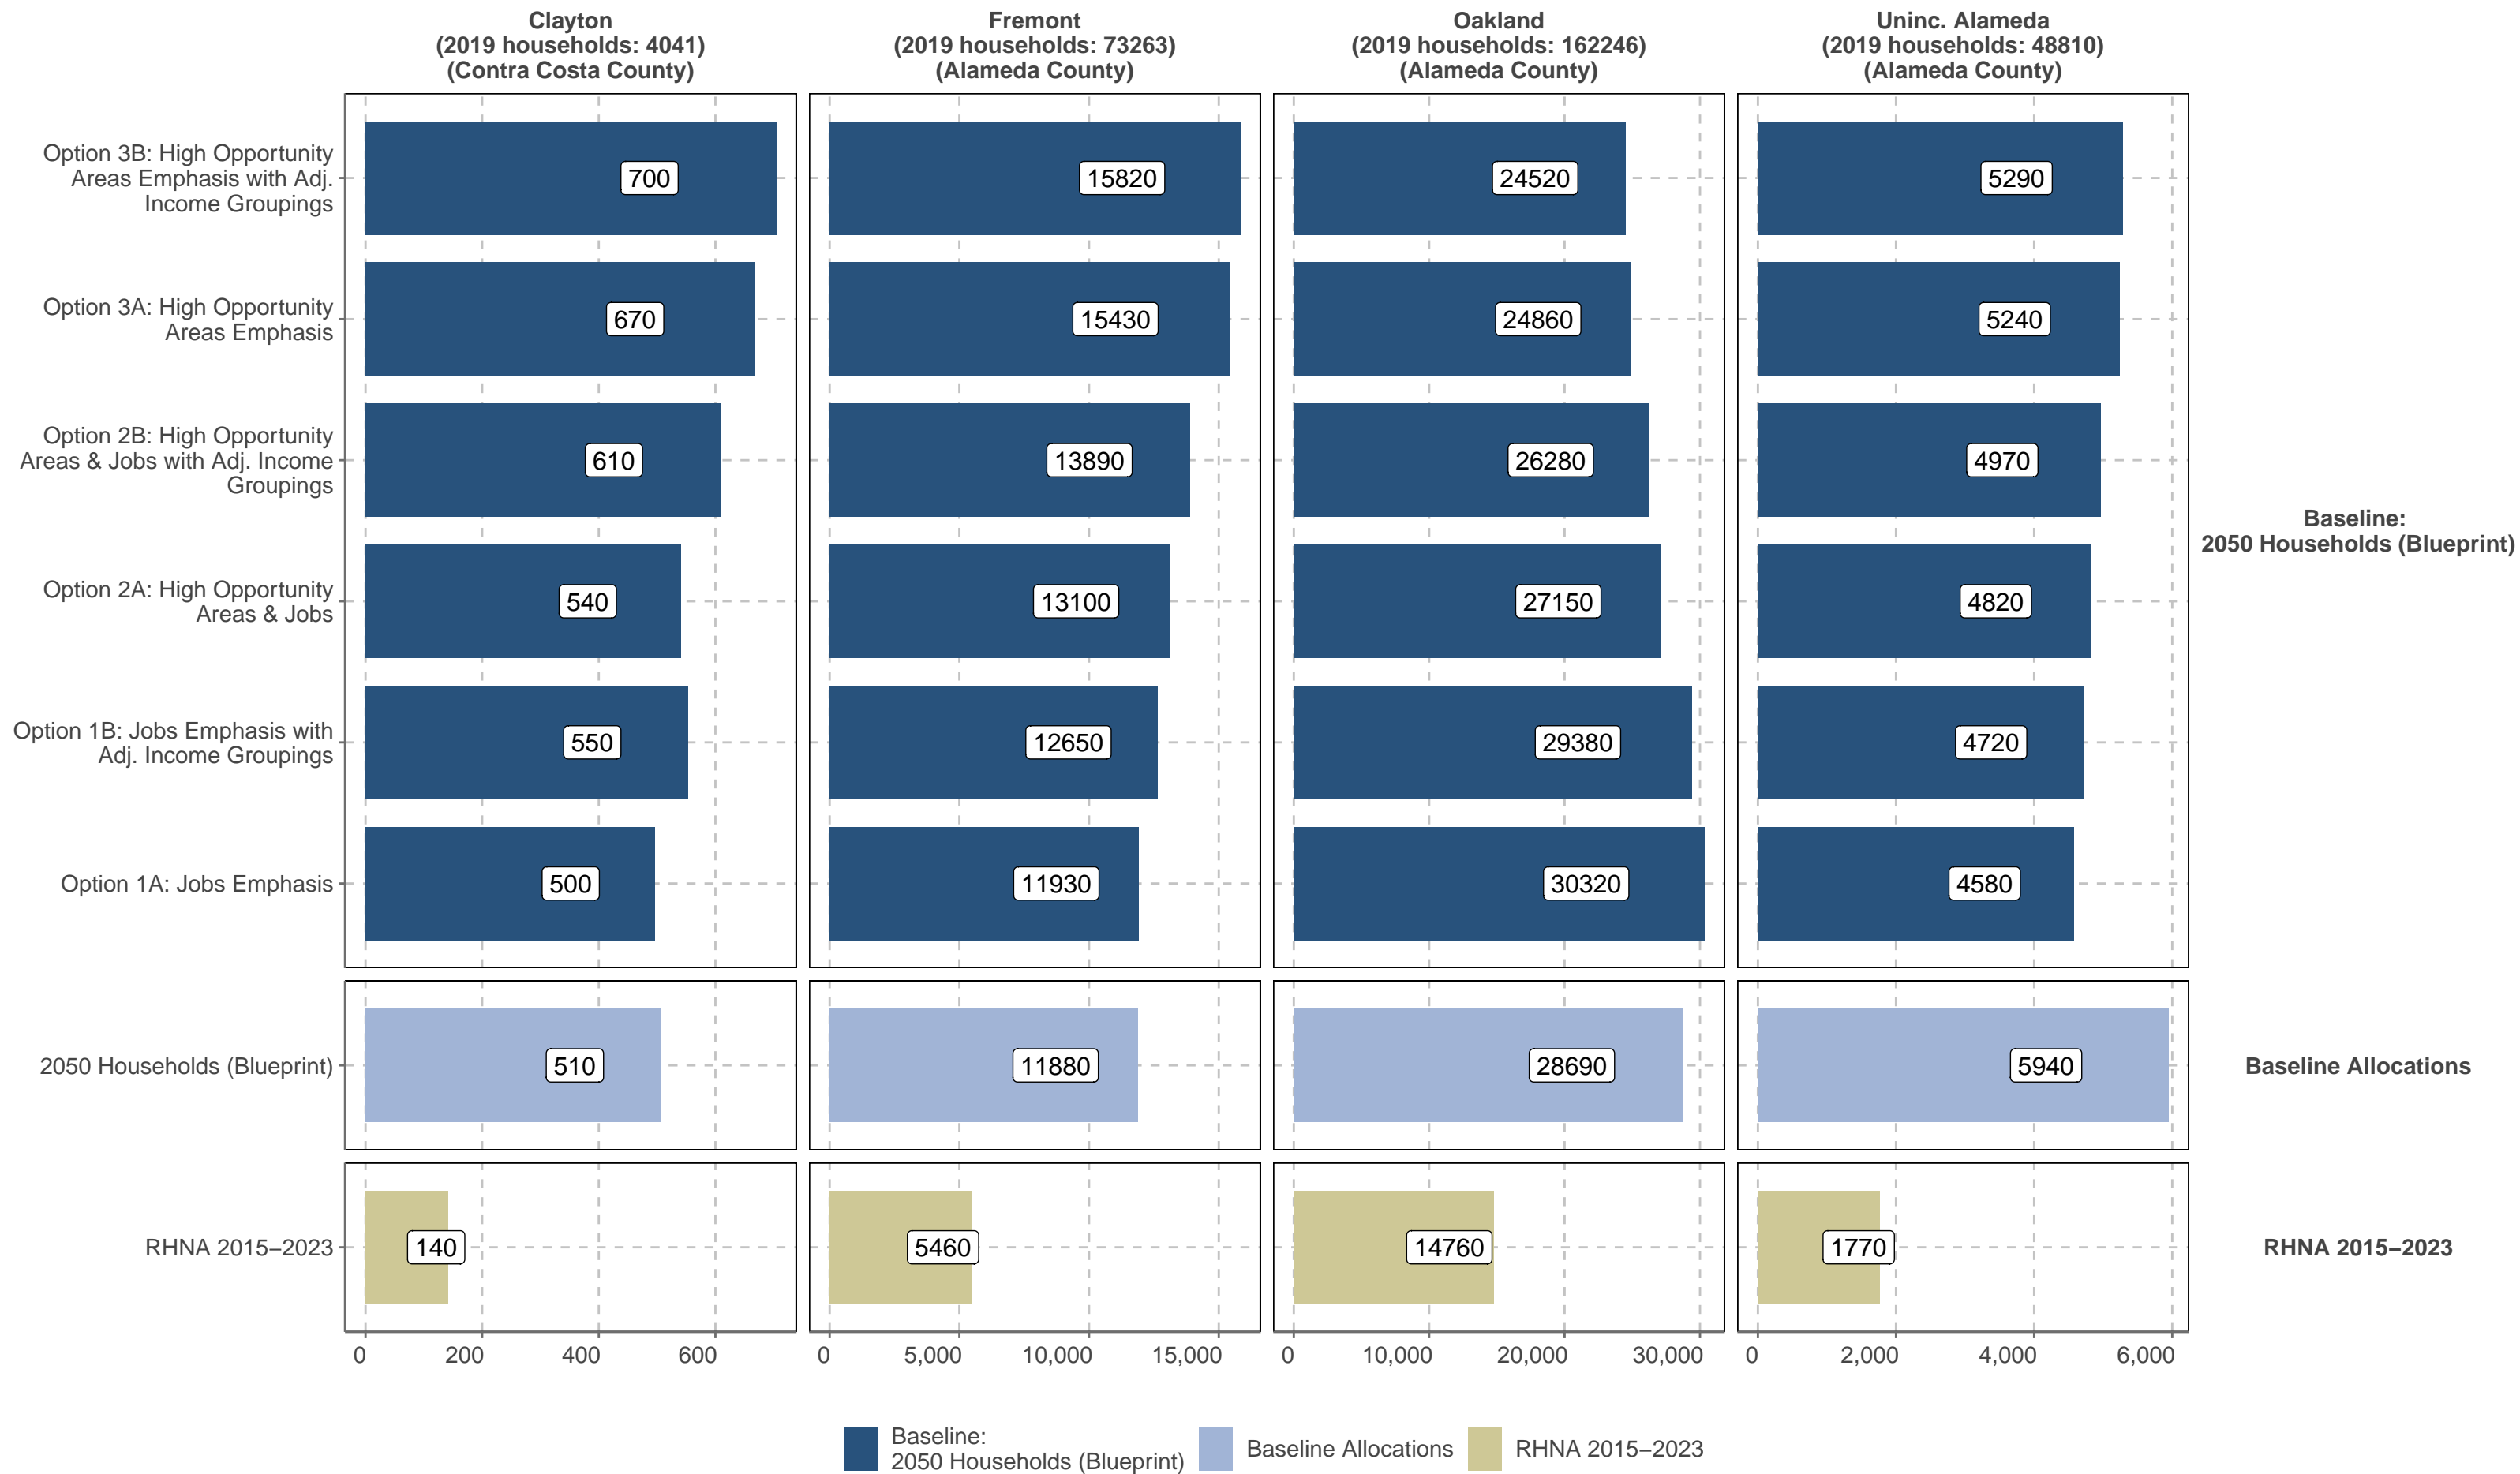 Clayton
(2019 households: 4041)
(Contra Costa County)
Fremont
(2019 households: 73263)
(Alameda County)
Oakland
(2019 households: 162246)
(Alameda County)
Uninc. Alameda
(2019 households: 48810)
(Alameda County)
Option 3B: High Opportunity
Areas Emphasis with Adj.
Income Groupings
700
15820
24520
5290
Option 3A: High Opportunity
Areas Emphasis
670
15430
24860
5240
Option 2B: High Opportunity
Areas & Jobs with Adj. Income
Groupings
610
13890
26280
4970
Baseline:
2050 Households (Blueprint)
Option 2A: High Opportunity
Areas & Jobs
540
13100
27150
4820
Option 1B: Jobs Emphasis with
Adj. Income Groupings
550
12650
29380
4720
Option 1A: Jobs Emphasis
500
11930
30320
4580
2050 Households (Blueprint)
510
11880
28690
5940
Baseline Allocations
RHNA 2015−2023
140
5460
14760
1770
RHNA 2015−2023
0 200 400 600
0 5,000 10,000 15,000
0 10,000 20,000 30,000
0 2,000 4,000 6,000
Baseline:
2050 Households (Blueprint)
Baseline Allocations
RHNA 2015−2023